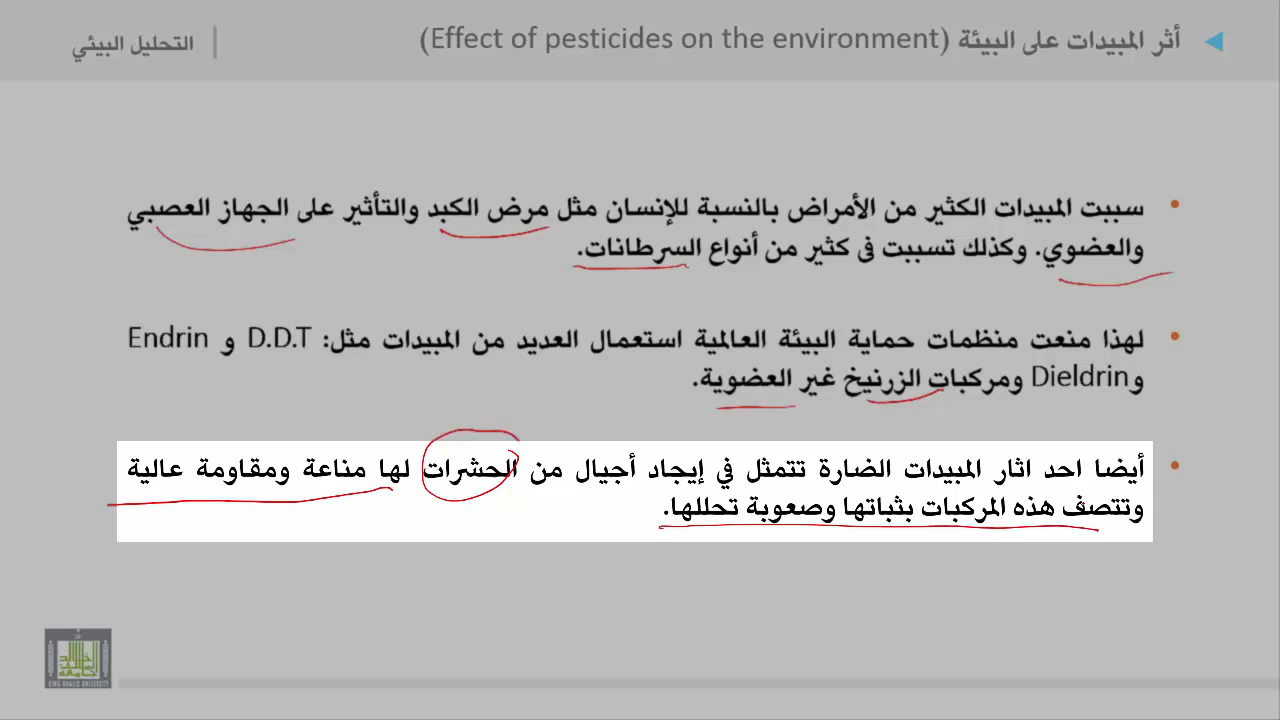 أثر المبيدات على البيئة (Effect of pesticides on the environment)
التحليل البيئي
سببت المبيدات الكثير من الأمراض بالنسبة للإنسان مثل مرض الكبد والتأثير على الجهاز العصبي
والعضوي. وكذلك تسببت فى كثير من أنواع السرطانات.
لهذا منعت منظمات حماية البيئة العالمية استعمال العديد من المبيدات مثل: D.D.T و Endrin
وDieldrin ومركبات الزرنيخ غير العضوية.
أيضا احد اثار المبيدات الضارة تتمثل في إيجاد أجيال من الحشرات لها مناعة ومقاومة عالية
وتتصف هذه المركبات بثباتها وصعوبة تحللها.
KING KHALID UNIVERSITY